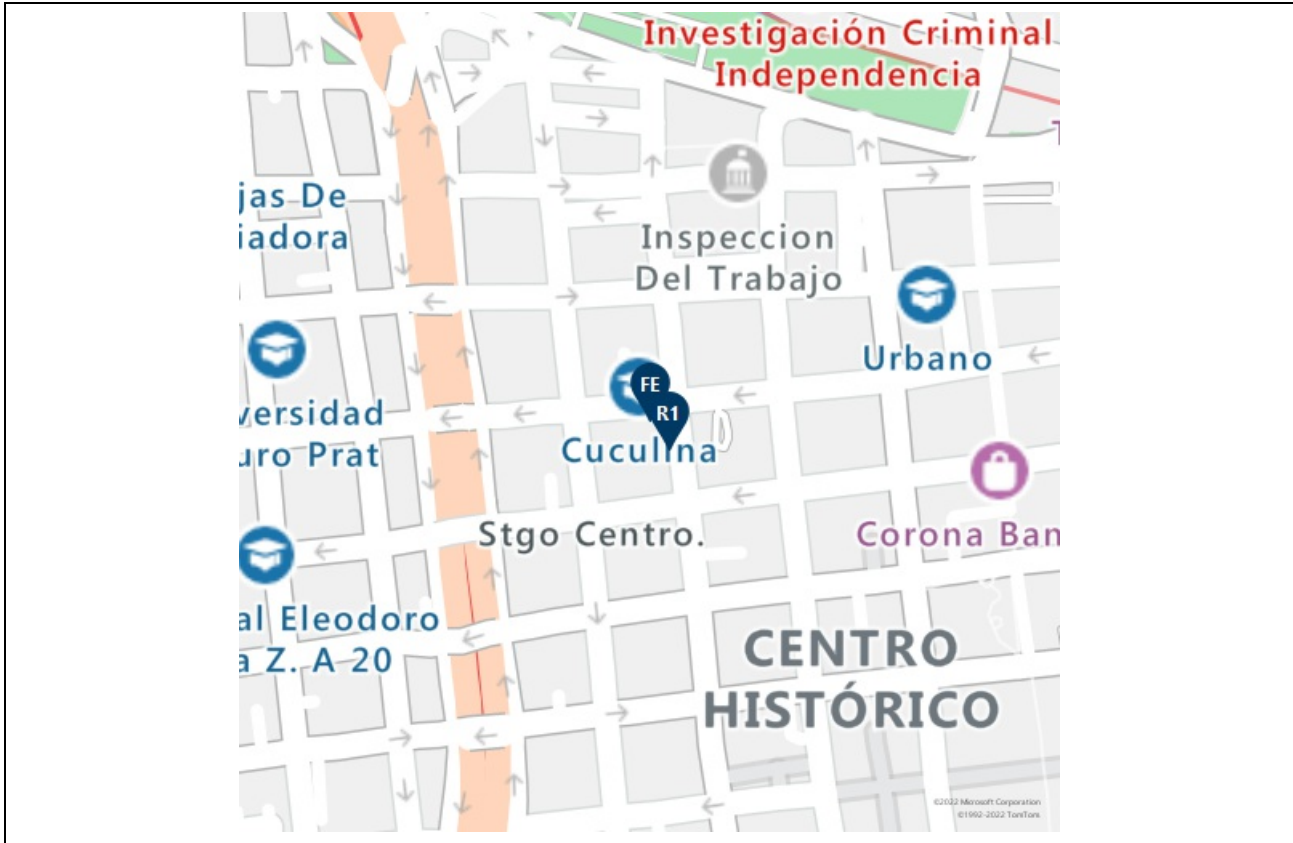 Investigación Criminal
Independencia
T
jas De
iadora
Inspeccion
Del Trabajo
Urbano
versidad
uro Prat
FE
R1
Cuculina
Corona Ban
Stgo Centro.
al Eleodoro
a Z. A 20
CENTRO
HISTÓRICO
©2022 Microsoft Corporation
©1992-2022 TomTom